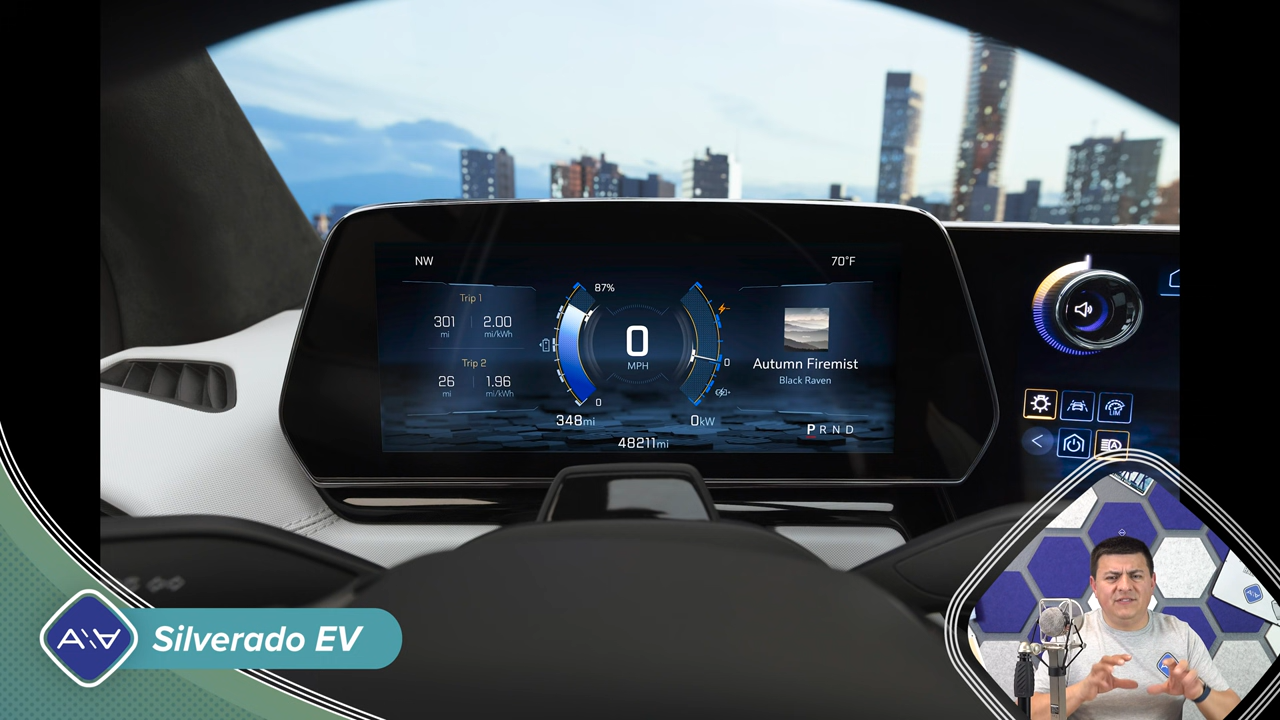 NW
70°F
Trip 1
301 2.00
mi mi/kWh
Trip 2
26 1.96
mi mi/kWh
87%
0
MPH
0
0
348mi
0kW
48211mi
Autumn Firemist
Black Raven
P R N D
LIM
A
Silverado EV